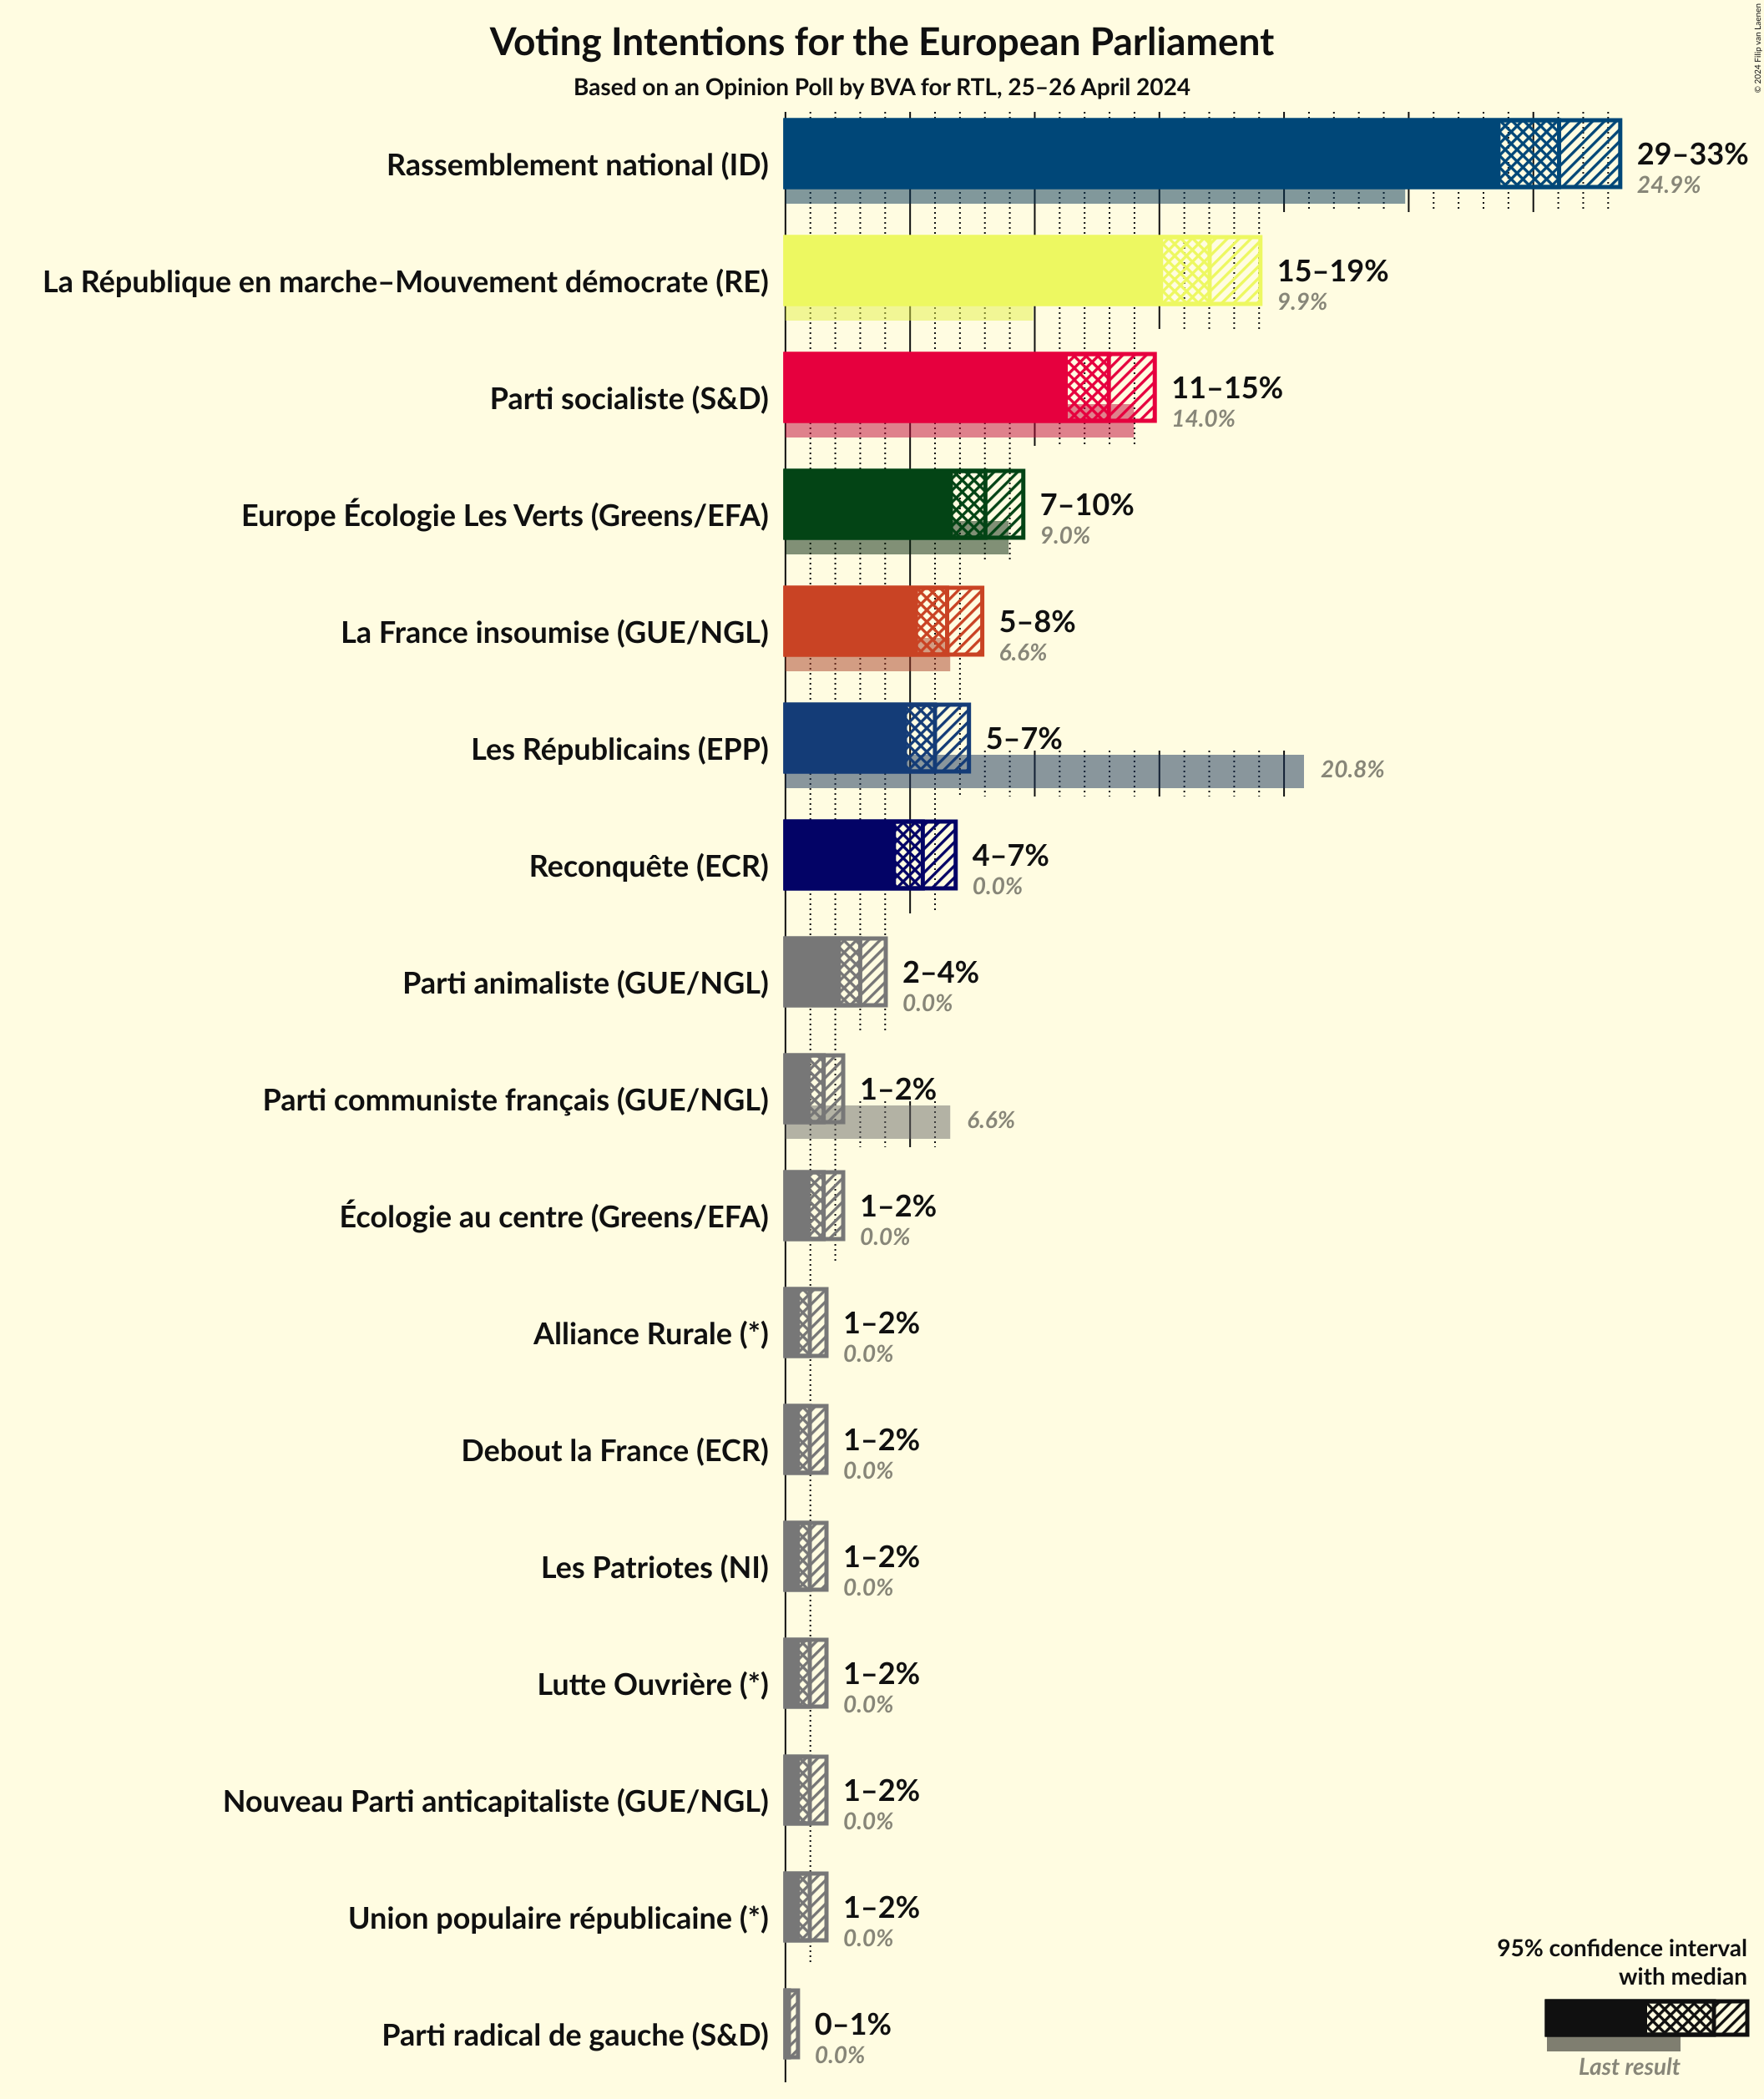 Voting Intentions for the European Parliament
Based on an Opinion Poll by BVA for RTL, 25–26 April 2024
© 2024 Filip van Laenen
Rassemblement national (ID)
29–33%
24.9%
La République en marche–Mouvement démocrate (RE)
15–19%
9.9%
Parti socialiste (S&D)
11–15%
14.0%
Europe Écologie Les Verts (Greens/EFA)
7–10%
9.0%
La France insoumise (GUE/NGL)
5–8%
6.6%
Les Républicains (EPP)
5–7%
20.8%
Reconquête (ECR)
4–7%
0.0%
Parti animaliste (GUE/NGL)
2–4%
0.0%
Parti communiste français (GUE/NGL)
1–2%
6.6%
Écologie au centre (Greens/EFA)
1–2%
0.0%
Alliance Rurale (*)
1–2%
0.0%
Debout la France (ECR)
1–2%
0.0%
Les Patriotes (NI)
1–2%
0.0%
Lutte Ouvrière (*)
1–2%
0.0%
Nouveau Parti anticapitaliste (GUE/NGL)
1–2%
0.0%
Union populaire républicaine (*)
1–2%
0.0%
Parti radical de gauche (S&D)
0–1%
0.0%
95% confidence interval
with median
Last result